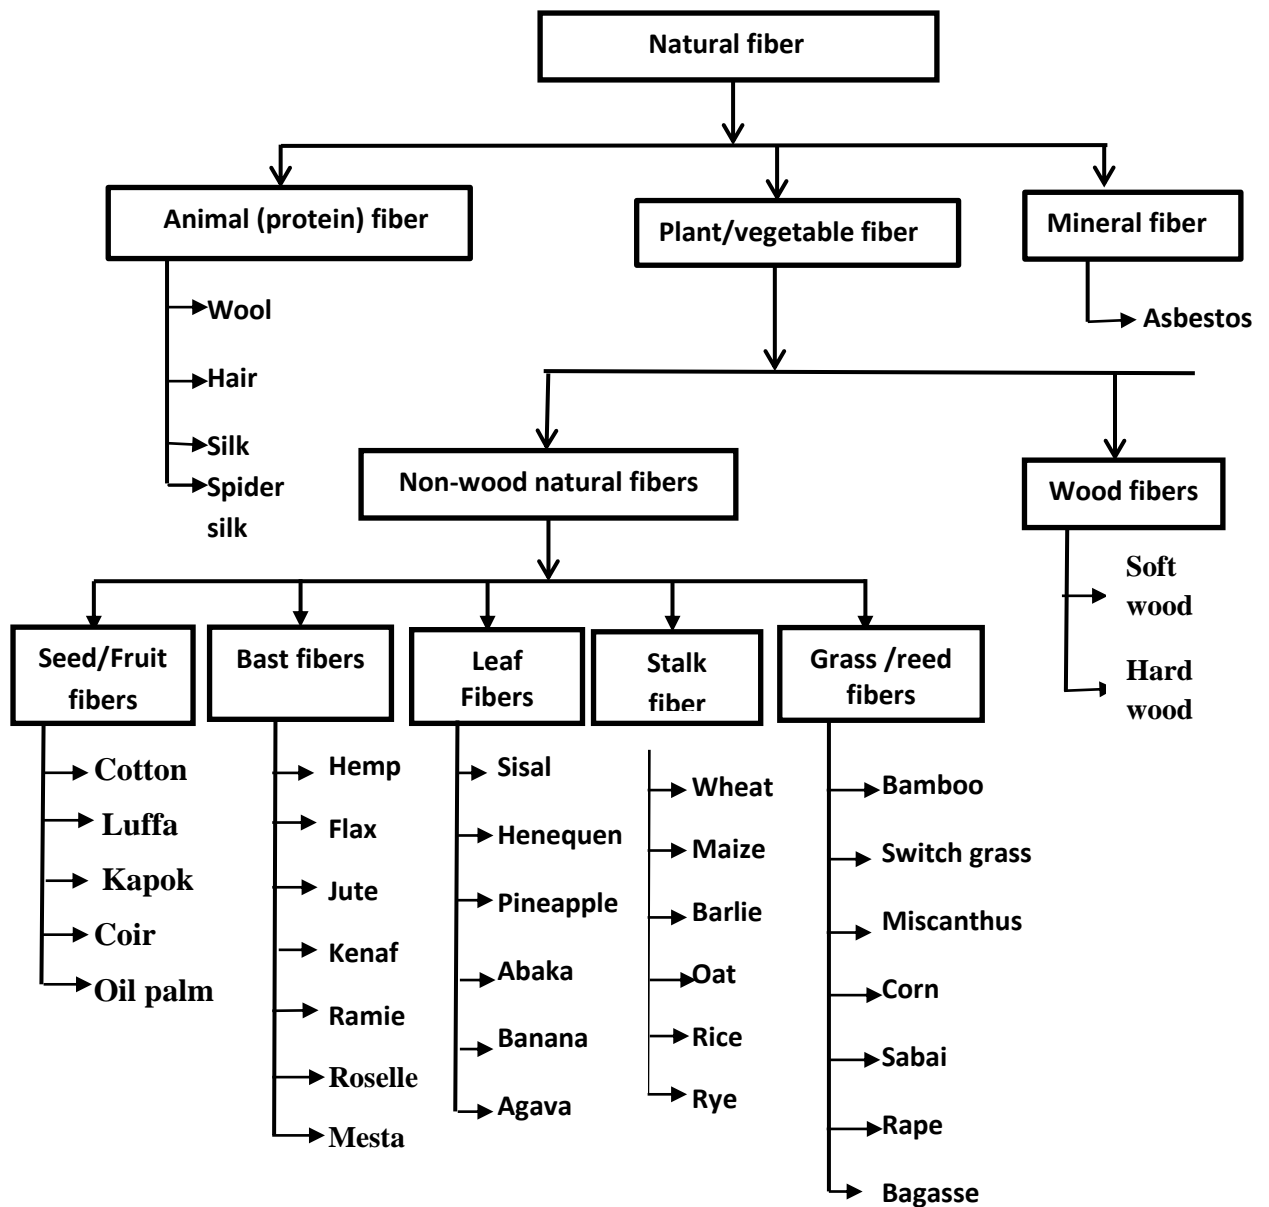 Natural fiber
Animal (protein) fiber
Plant/vegetable fiber
Mineral fiber
Wool
Hair
Silk
Spider
silk
Asbestos
Non-wood natural fibers
Wood fibers
Soft
wood
Hard
wood
Seed/Fruit
fibers
Bast fibers
Leaf
Fibers
Stalk
fiber
Grass /reed
fibers
Cotton
Luffa
Kapok
Coir
Oil palm
Hemp
Flax
Jute
Kenaf
Ramie
Roselle
Mesta
Sisal
Henequen
Pineapple
Abaka
Banana
Agava
Wheat
Maize
Barlie
Oat
Rice
Rye
Bamboo
Switch grass
Miscanthus
Corn
Sabai
Rape
Bagasse